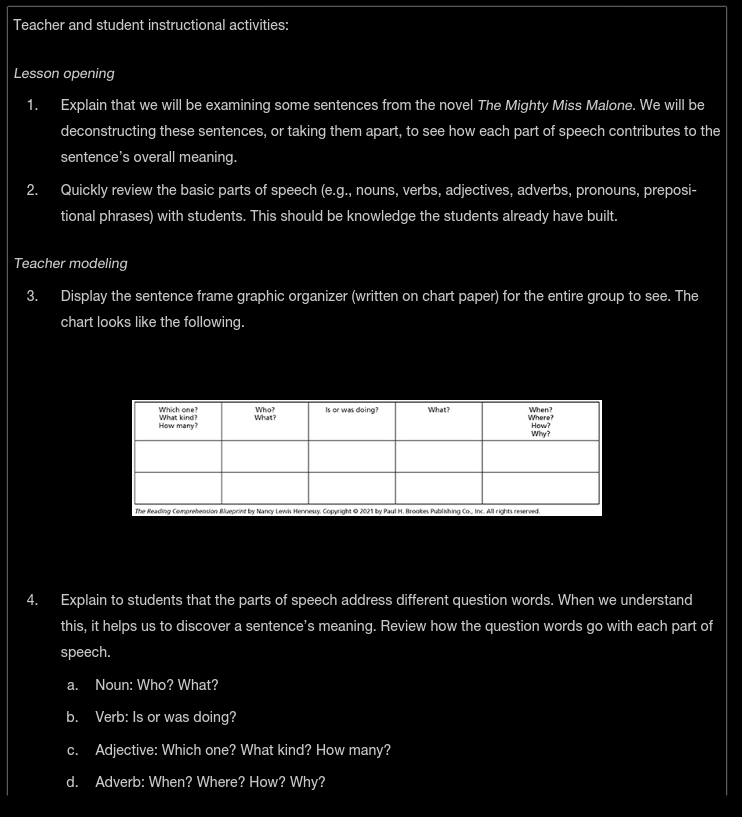 Teacher and student instructional activities:
Lesson opening
1. Explain that we will be examining some sentences from the novel The Mighty Miss Malone. We will be
deconstructing these sentences, or taking them apart, to see how each part of speech contributes to the
sentence's overall meaning.
2. Quickly review the basic parts of speech (e.g., nouns, verbs, adjectives, adverbs, pronouns, preposi-
tional phrases) with students. This should be knowledge the students already have built.
Teacher modeling
3. Display the sentence frame graphic organizer (written on chart paper) for the entire group to see. The
chart looks like the following.
Which one?
What kind?
How many?
Who?
What?
Is or was doing?
What?
When?
Where?
How?
Why?
The Reading Comprehension Blueprint by Nancy Lewis Hennessy. Copyright © 2021 by Paul H. Brookes Publishing Co., Inc. All rights reserved.
4. Explain to students that the parts of speech address different question words. When we understand
this, it helps us to discover a sentence's meaning. Review how the question words go with each part of
speech.
a. Noun: Who? What?
b. Verb: Is or was doing?
c. Adjective: Which one? What kind? How many?
d. Adverb: When? Where? How? Why?